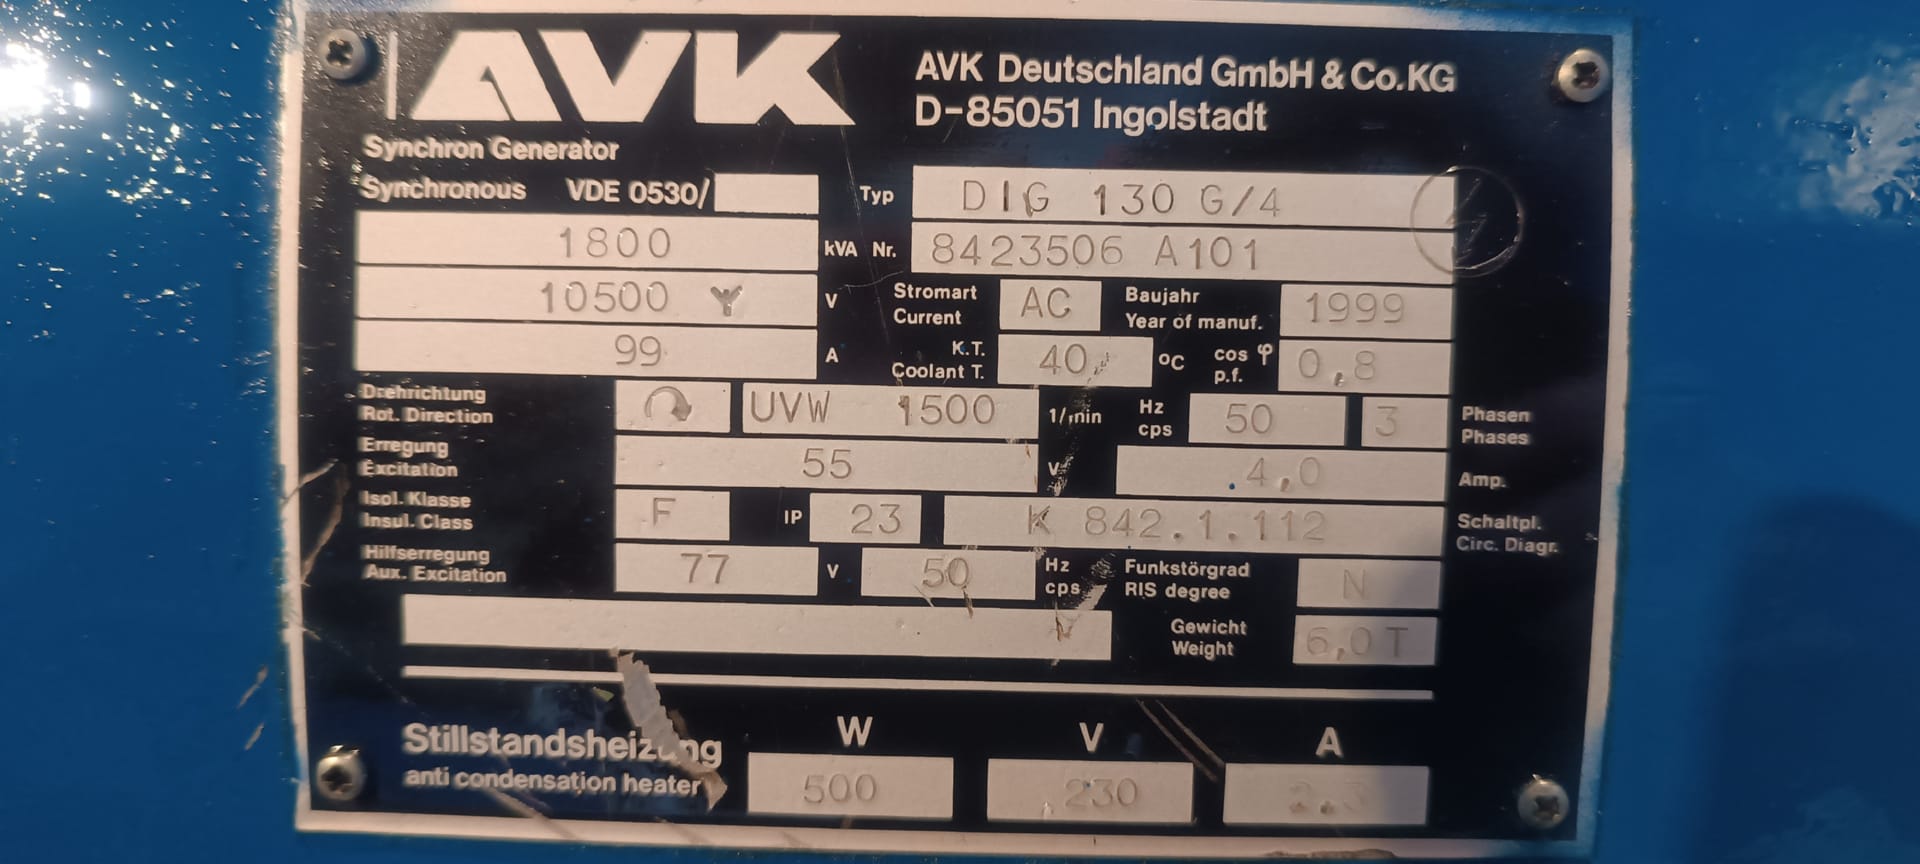 AVK
AVK Deutschland GmbH & Co.KG
D-85051 Ingolstadt
Synchron Generator
Synchronous VDE 0530/
Typ DIG 130 G/4
1800 kVA Nr. 8423506 A101
10500 V
Stromart
Current AC
Baujahr
Year of manuf. 1999
99 A
K.T.
Coolant T. 40 °C
cos φ
p.f. 0,8
Drehrichtung
Rot. Direction UVW 1500 1/min
Hz
cps 50 3 Phasen
Phases
Erregung
Excitation 55 V 4,0 Amp.
Isol. Klasse
Insul. Class F IP 23 K 842.1.112 Schaltpl.
Circ. Diagr.
Hilfserregung
Aux. Excitation 77 V 50 Hz
cps
Funkstörgrad
RIS degree N
Gewicht
Weight 6,0 T
Stillstandsheizung
anti condensation heater
W V A
500 230 2.3